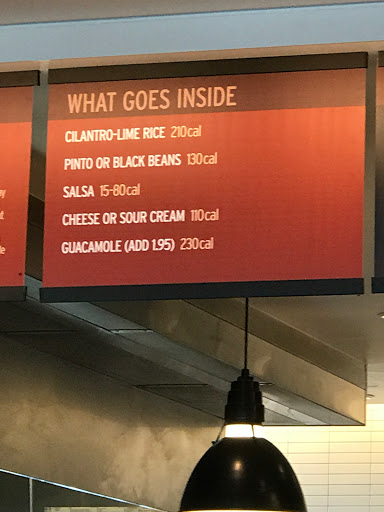 WHAT GOES INSIDE
CILANTRO-LIME RICE 210cal
PINTO OR BLACK BEANS 130cal
SALSA 15-80cal
CHEESE OR SOUR CREAM 110cal
GUACAMOLE (ADD 1.95) 230cal